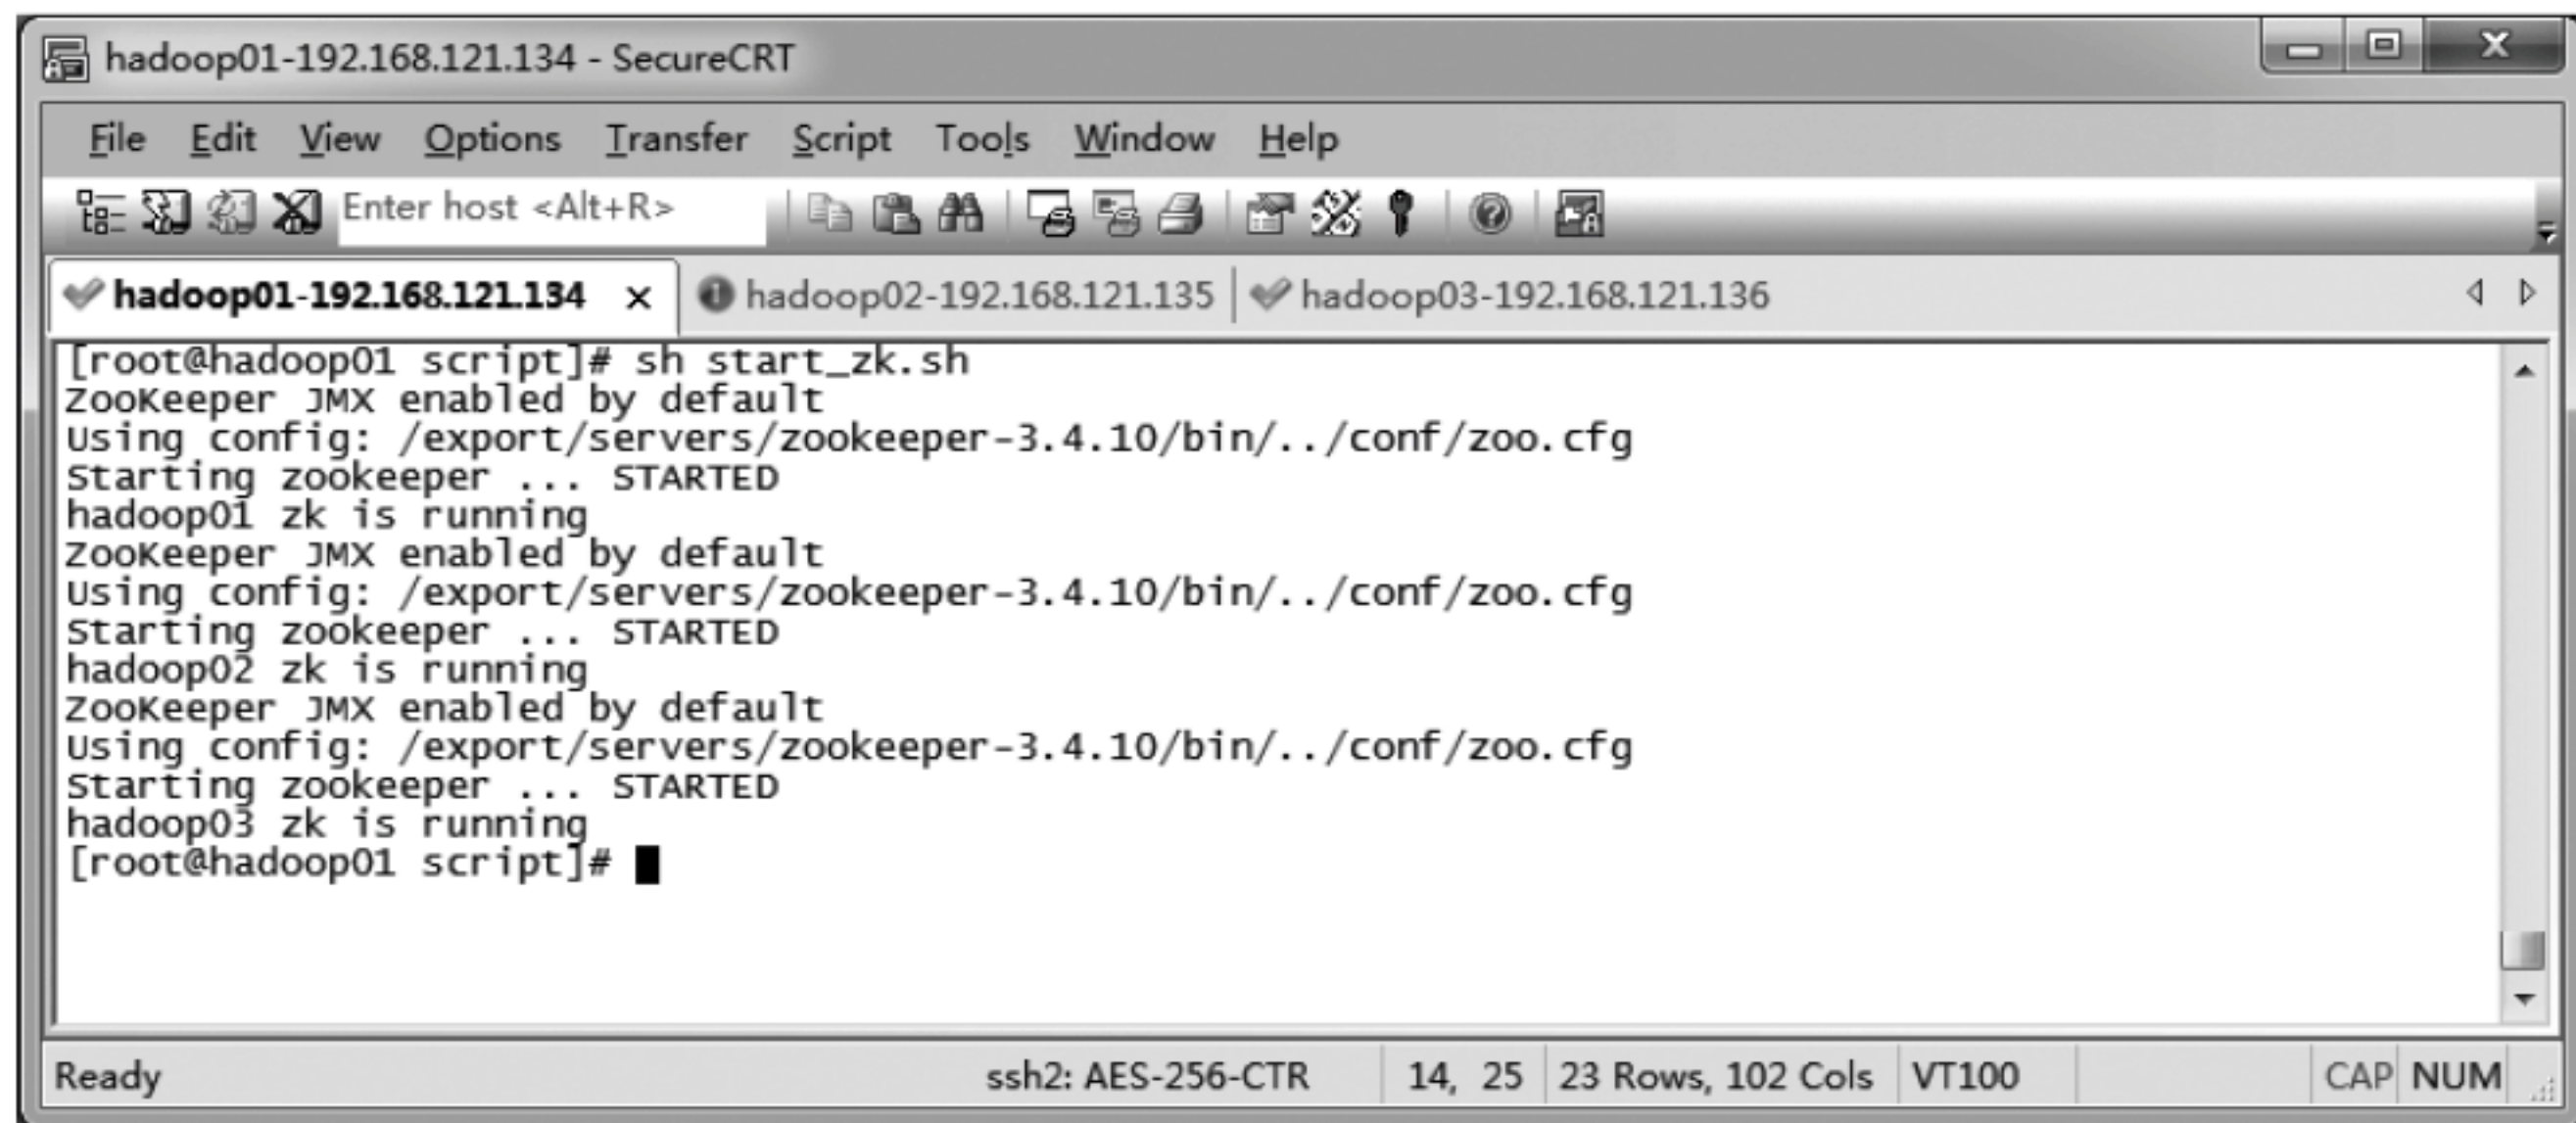 hadoop01-192.168.121.134 - SecureCRT
File Edit View Options Transfer Script Tools Window Help
Enter host <Alt+R>
hadoop01-192.168.121.134 x hadoop02-192.168.121.135 hadoop03-192.168.121.136
[root@hadoop01 script]# sh start_zk.sh
ZooKeeper JMX enabled by default
Using config: /export/servers/zookeeper-3.4.10/bin/../conf/zoo.cfg
Starting zookeeper ... STARTED
hadoop01 zk is running
ZooKeeper JMX enabled by default
Using config: /export/servers/zookeeper-3.4.10/bin/../conf/zoo.cfg
Starting zookeeper ... STARTED
hadoop02 zk is running
ZooKeeper JMX enabled by default
Using config: /export/servers/zookeeper-3.4.10/bin/../conf/zoo.cfg
Starting zookeeper ... STARTED
hadoop03 zk is running
[root@hadoop01 script]#
Ready ssh2: AES-256-CTR 14, 25 23 Rows, 102 Cols VT100 CAP NUM